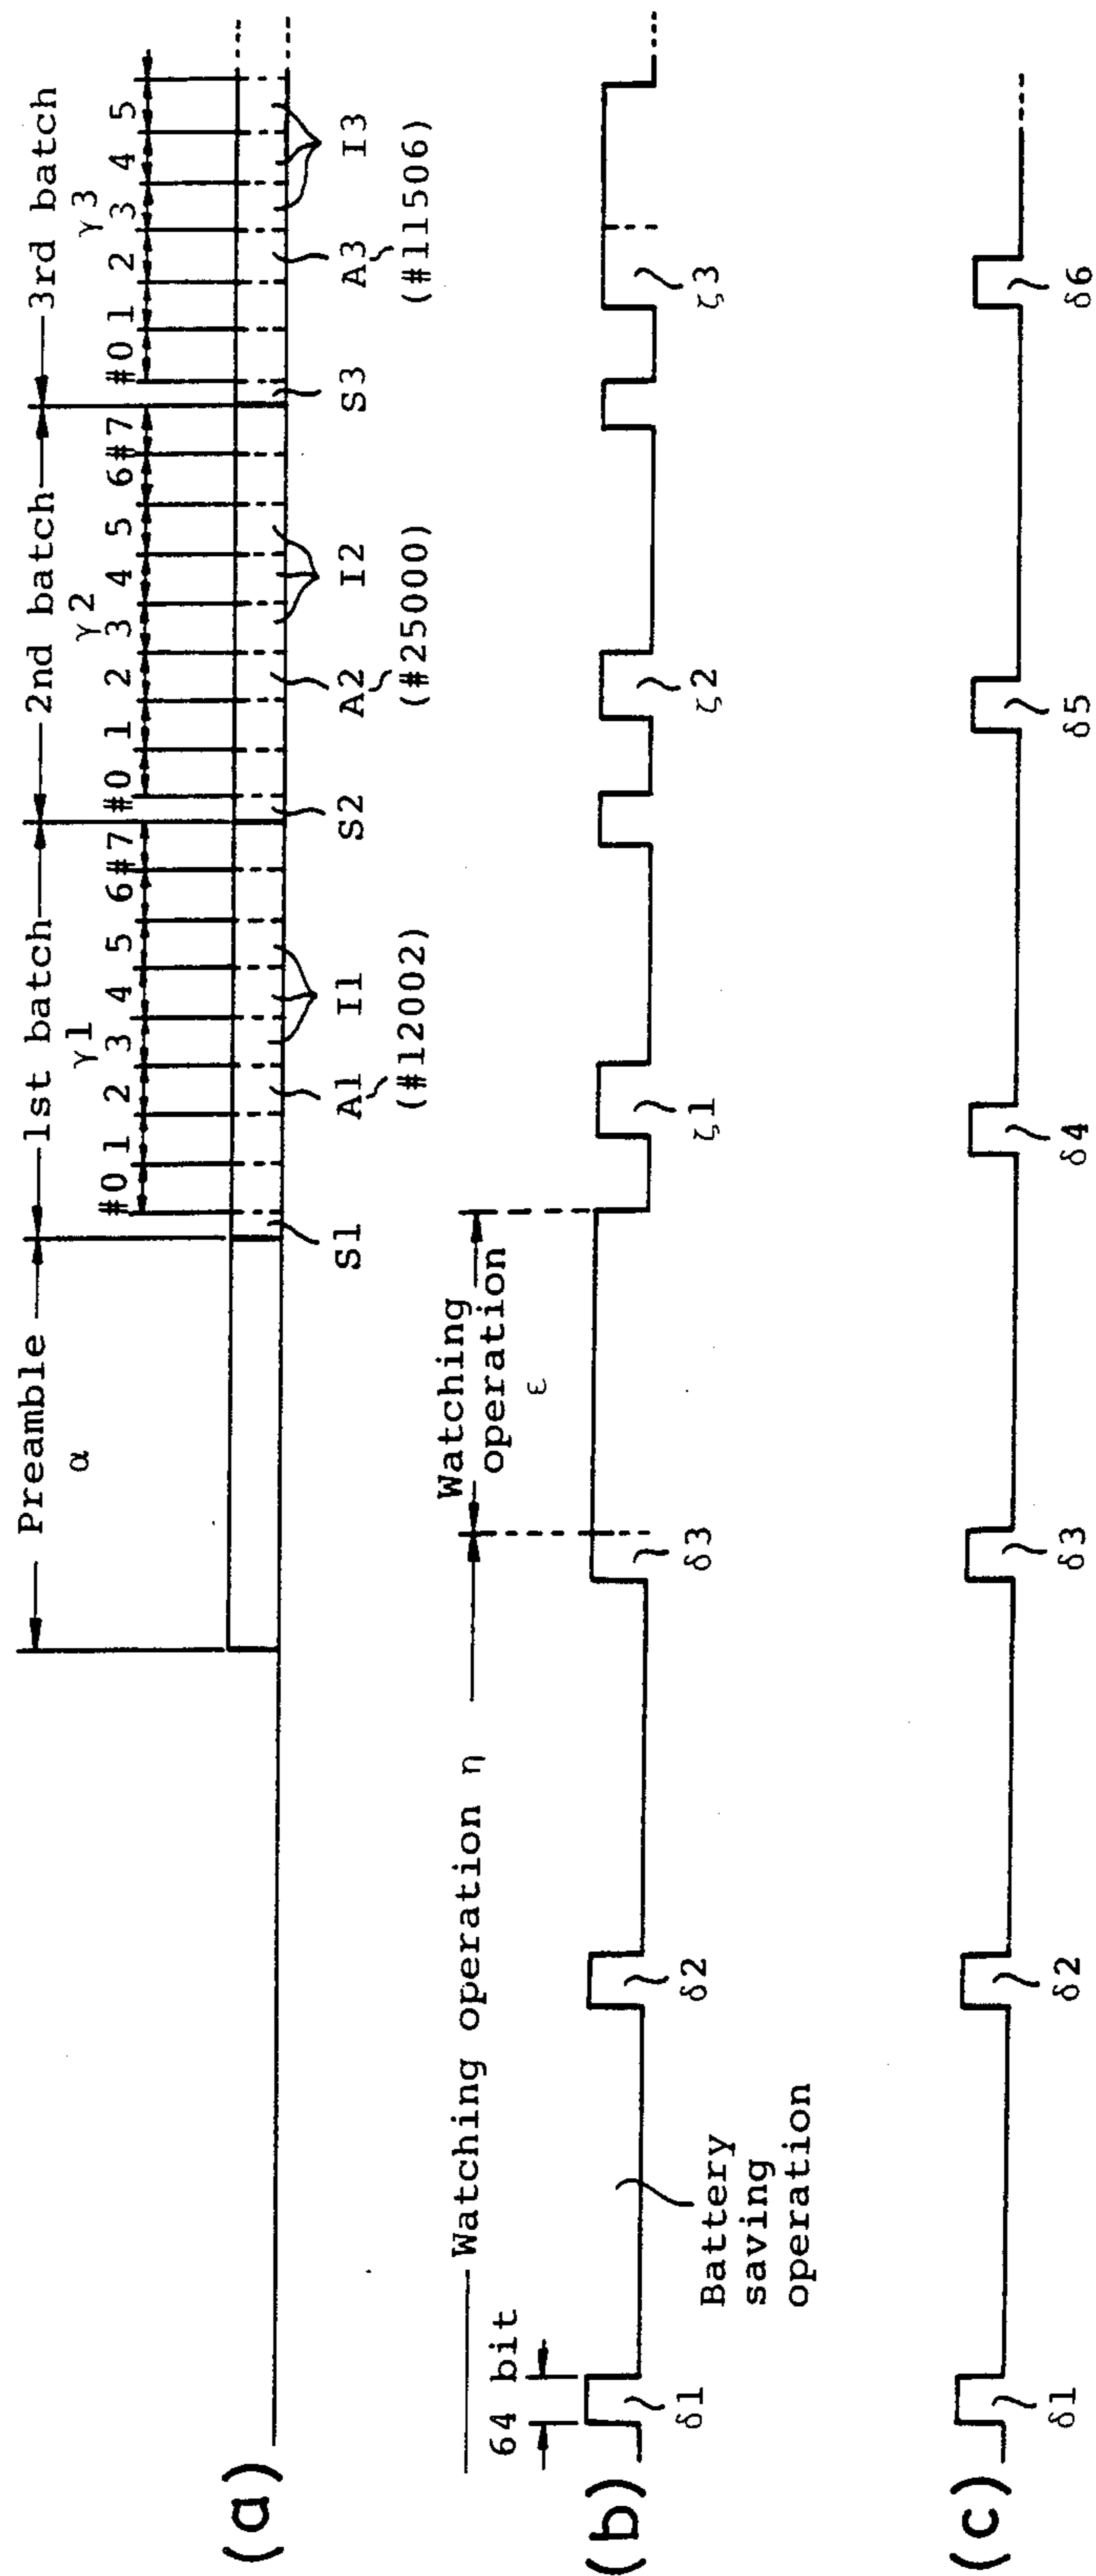 (a)
Preamble
α
1st batch
γ1
2nd batch
γ2
3rd batch
γ3
#0 1 2 3 4 5 6 #7
#0 1 2 3 4 5 6 #7
#0 1 2 3 4 5
S1
A1
(#12002)
I1
S2
A2
(#25000)
I2
S3
A3
(#11506)
I3
(b)
64 bit
Watching operation η
Watching
operation
ε
δ1
Battery
saving
operation
δ2
δ3
ζ1
ζ2
ζ3
(c)
δ1
δ2
δ3
δ4
δ5
δ6